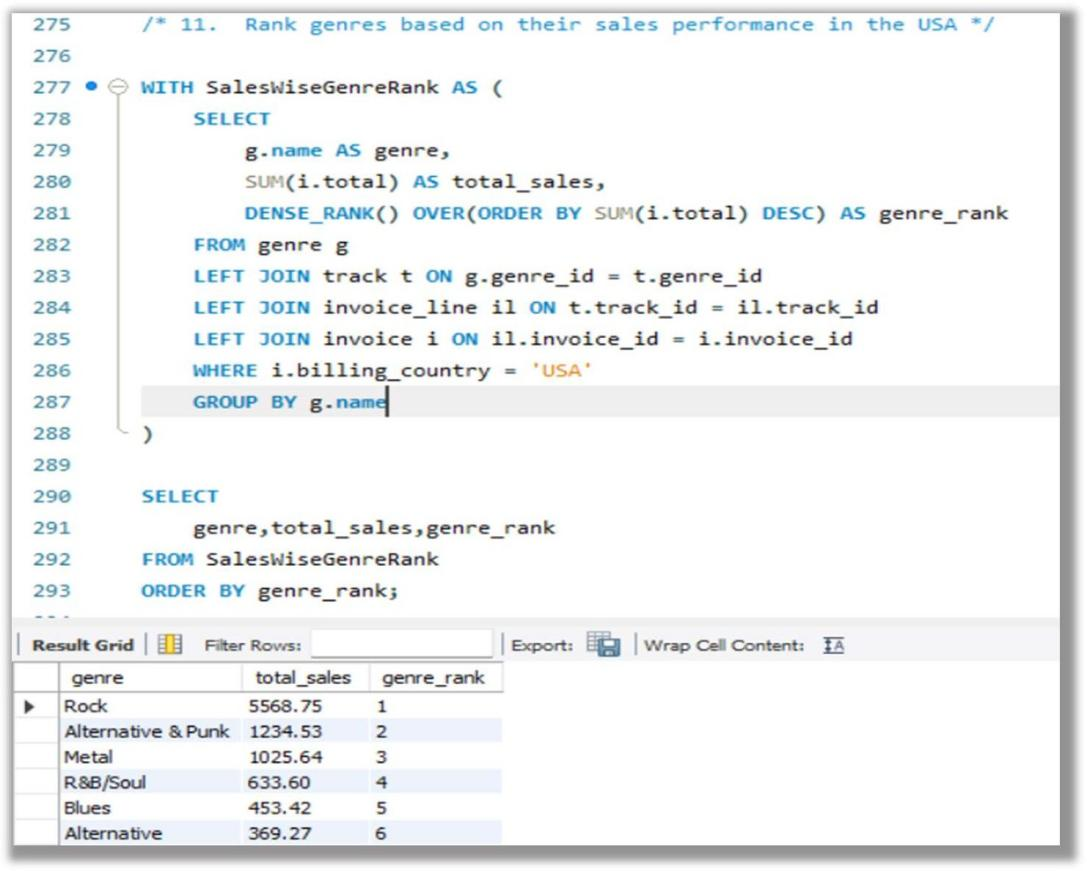 275 /* 11.  Rank genres based on their sales performance in the USA */
276
277 WITH SalesWiseGenreRank AS (
278 SELECT
279 g.name AS genre,
280 SUM(i.total) AS total_sales,
281 DENSE_RANK() OVER(ORDER BY SUM(i.total) DESC) AS genre_rank
282 FROM genre g
283 LEFT JOIN track t ON g.genre_id = t.genre_id
284 LEFT JOIN invoice_line il ON t.track_id = il.track_id
285 LEFT JOIN invoice i ON il.invoice_id = i.invoice_id
286 WHERE i.billing_country = 'USA'
287 GROUP BY g.name
288 )
289
290 SELECT
291 genre,total_sales,genre_rank
292 FROM SalesWiseGenreRank
293 ORDER BY genre_rank;
Result Grid Filter Rows: Export: Wrap Cell Content: IA
genre total_sales genre_rank
Rock 5568.75 1
Alternative & Punk 1234.53 2
Metal 1025.64 3
R&B/Soul 633.60 4
Blues 453.42 5
Alternative 369.27 6